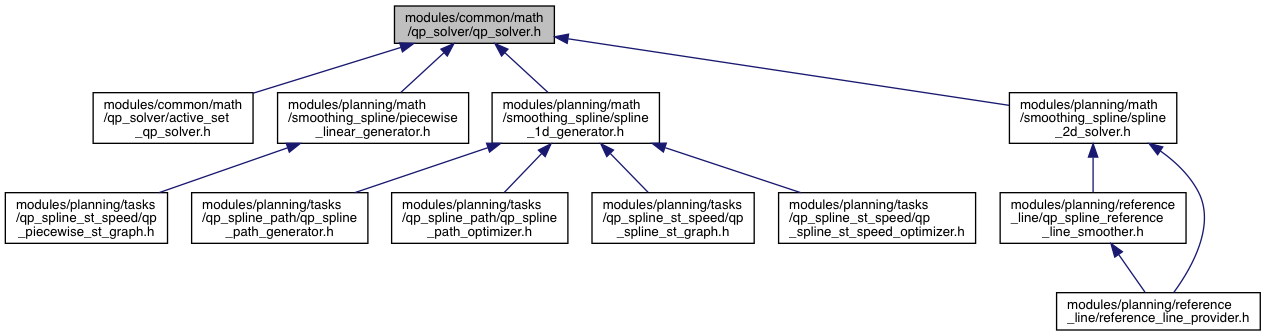 modules/common/math
/qp_solver/qp_solver.h
modules/common/math
/qp_solver/active_set
_qp_solver.h
modules/planning/math
/smoothing_spline/piecewise
_linear_generator.h
modules/planning/math
/smoothing_spline/spline
_1d_generator.h
modules/planning/math
/smoothing_spline/spline
_2d_solver.h
modules/planning/tasks
/qp_spline_st_speed/qp
_piecewise_st_graph.h
modules/planning/tasks
/qp_spline_path/qp_spline
_path_generator.h
modules/planning/tasks
/qp_spline_path/qp_spline
_path_optimizer.h
modules/planning/tasks
/qp_spline_st_speed/qp
_spline_st_graph.h
modules/planning/tasks
/qp_spline_st_speed/qp
_spline_st_speed_optimizer.h
modules/planning/reference
_line/qp_spline_reference
_line_smoother.h
modules/planning/reference
_line/reference_line_provider.h